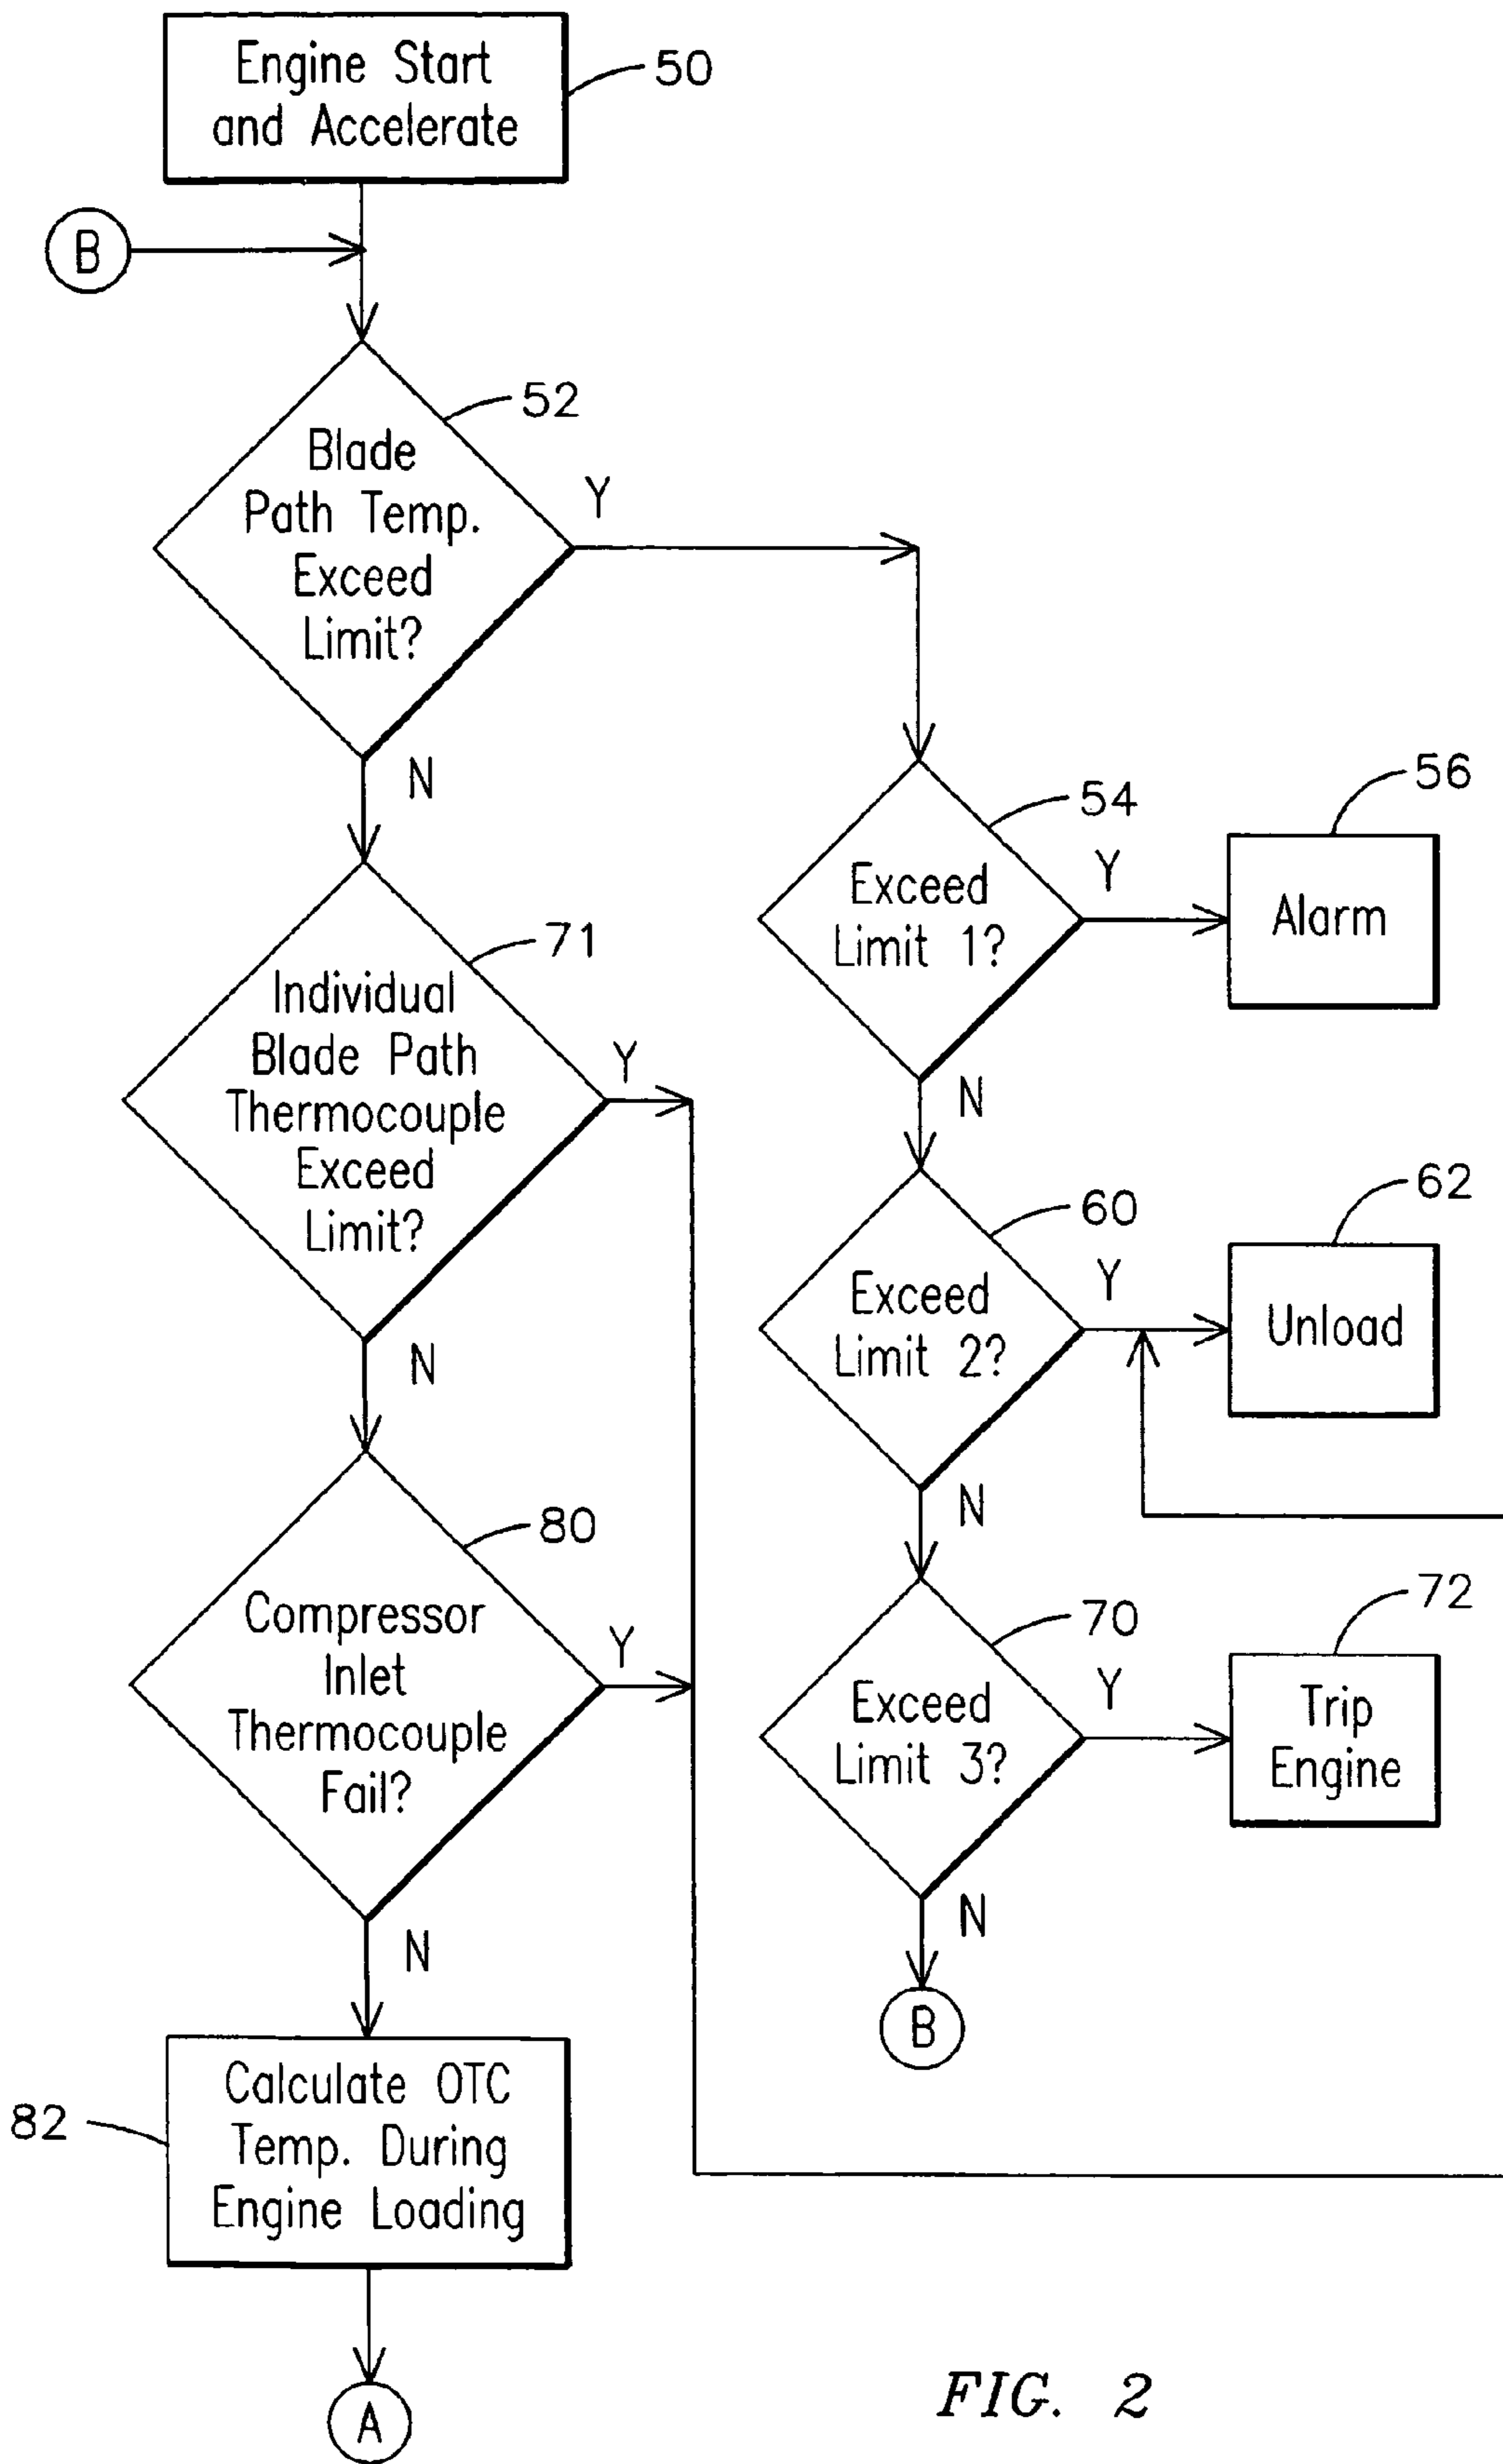 Engine Start
and Accelerate
50
B
52
Blade
Path Temp.
Exceed
Limit?
Y
N
54
Exceed
Limit 1?
Y
N
56
Alarm
71
Individual
Blade Path
Thermocouple
Exceed
Limit?
Y
N
60
Exceed
Limit 2?
Y
N
62
Unload
80
Compressor
Inlet
Thermocouple
Fail?
Y
N
70
Exceed
Limit 3?
Y
N
72
Trip
Engine
B
82
Calculate OTC
Temp. During
Engine Loading
A
FIG. 2